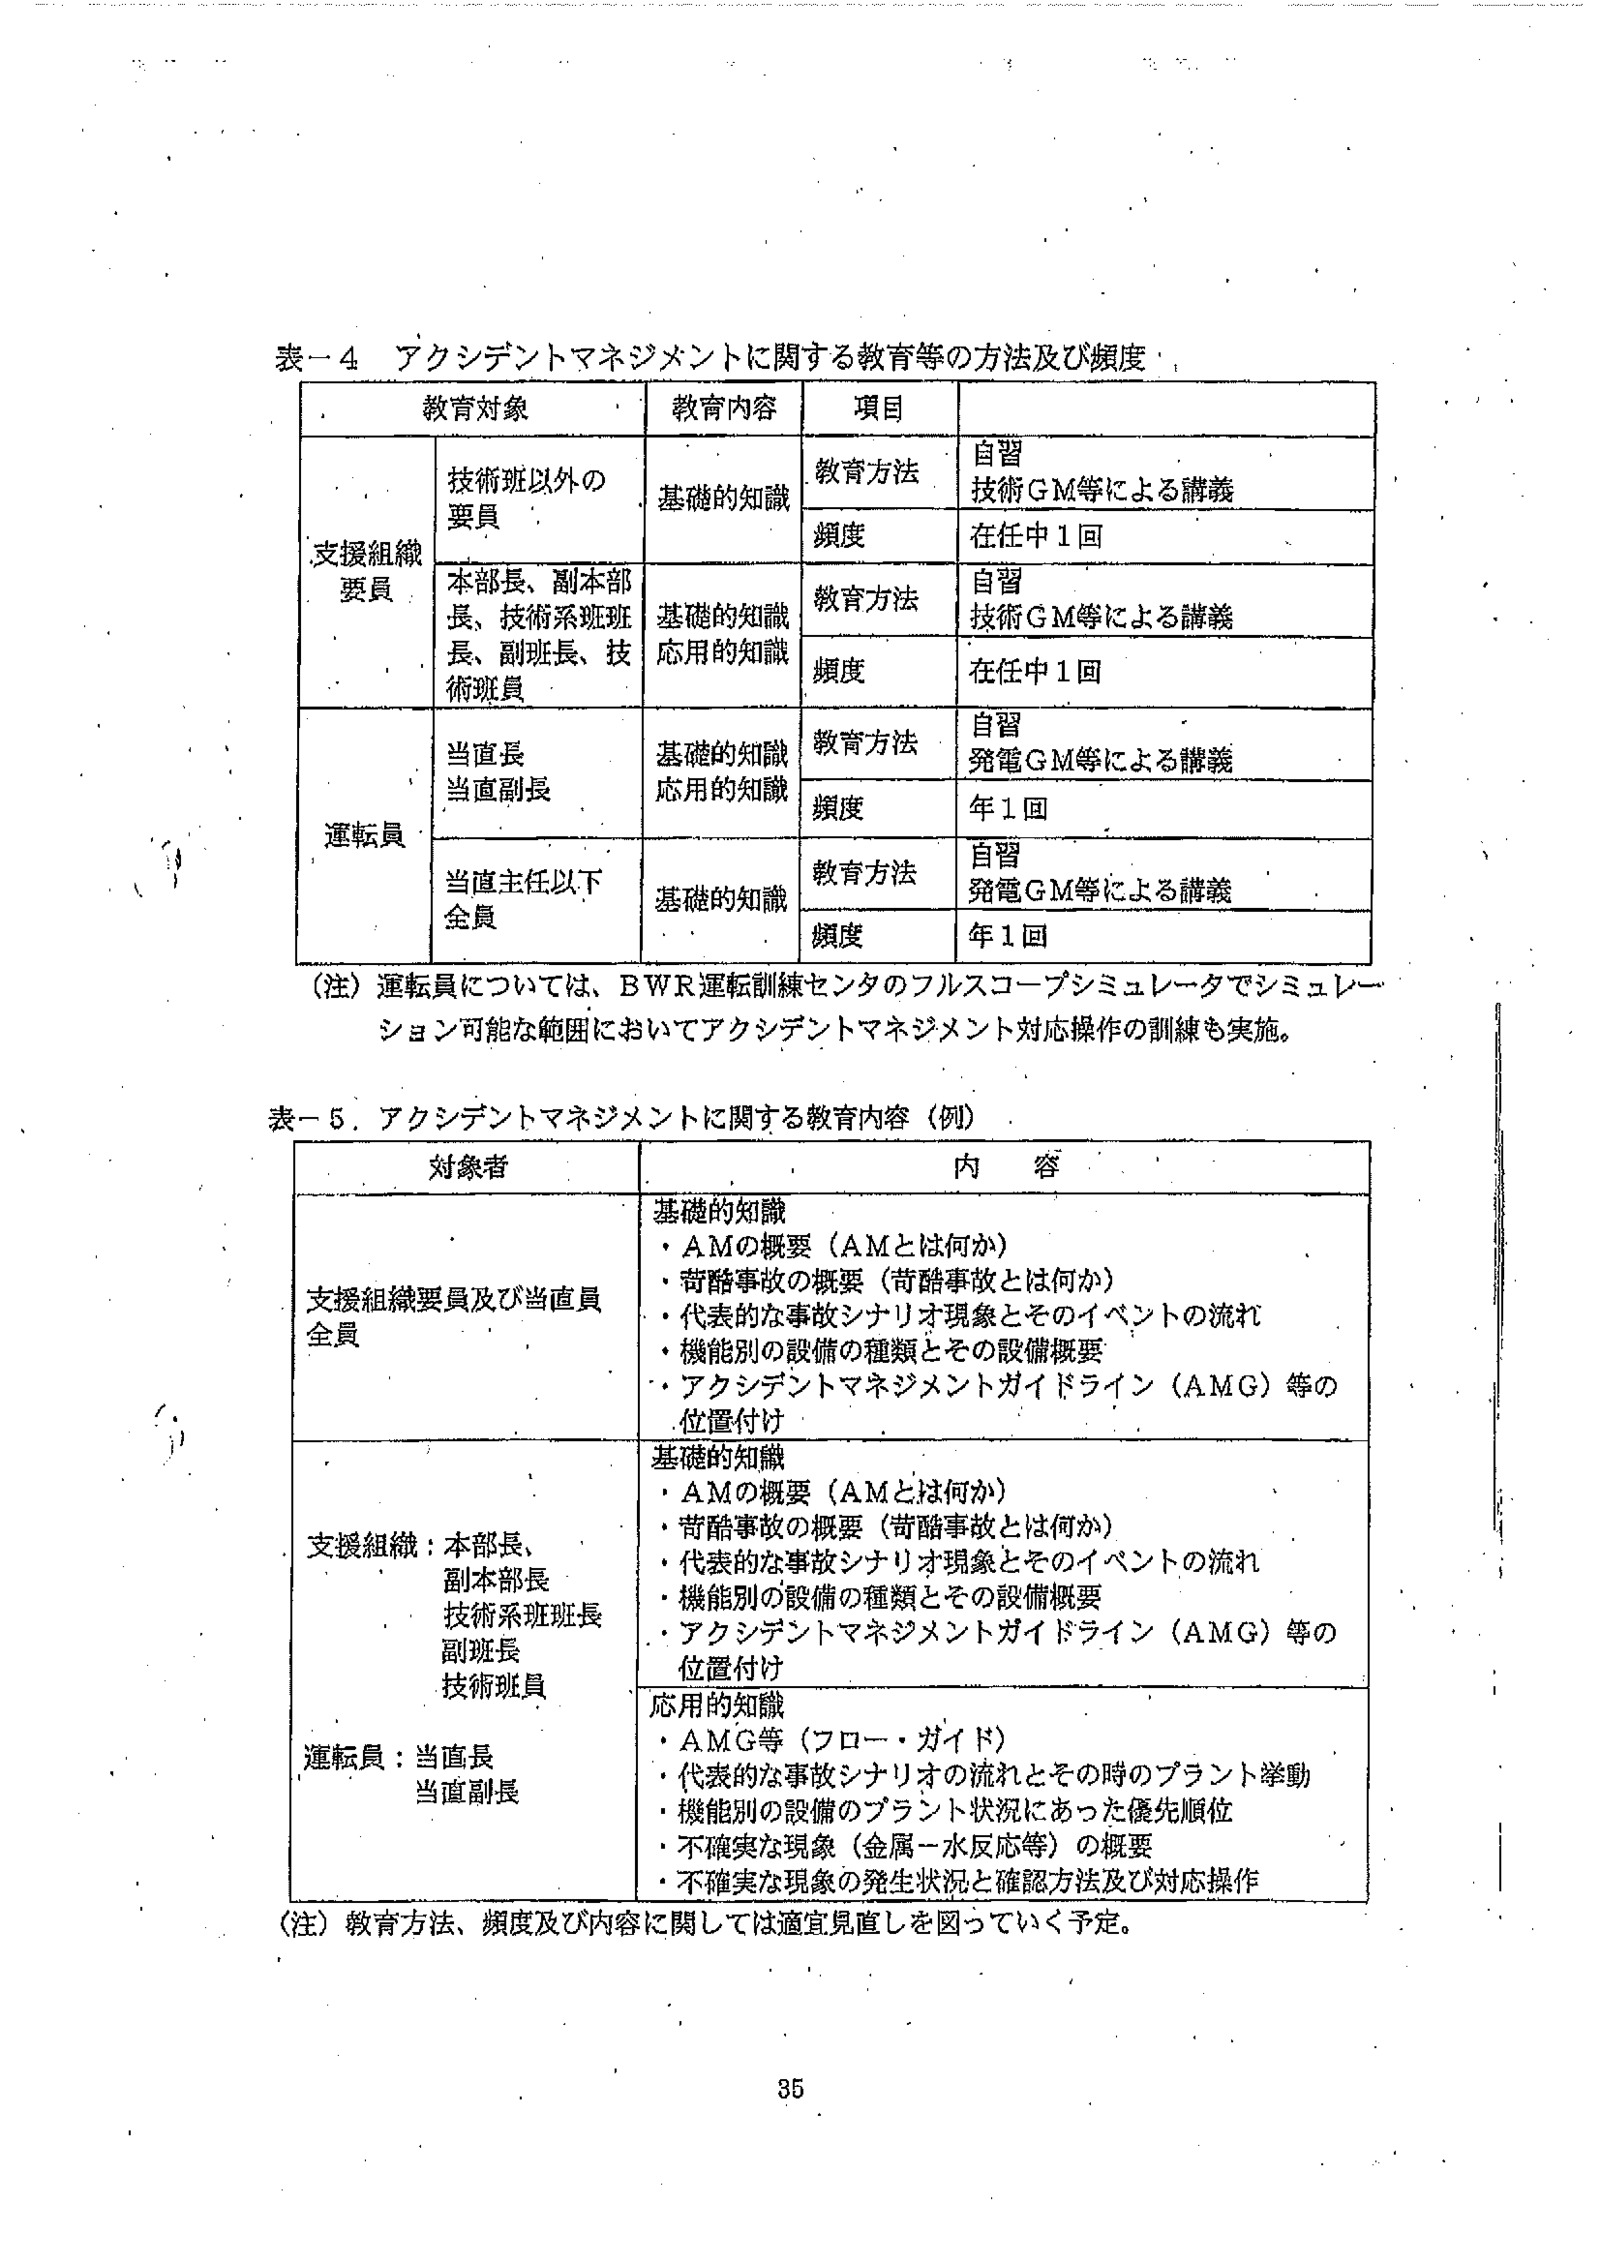 表－４　アクシデントマネジメントに関する教育等の方法及び頻度
教育対象　教育内容　項目
支援組織
要員
技術班以外の
要員
基礎的知識
教育方法
自習
技術ＧＭ等による講義
頻度
在任中１回
本部長、副本部
長、技術系班班
長、副班長、技
術班員
基礎的知識
応用的知識
教育方法
自習
技術ＧＭ等による講義
頻度
在任中１回
運転員
当直長
当直副長
基礎的知識
応用的知識
教育方法
自習
発電ＧＭ等による講義
頻度
年１回
当直主任以下
全員
基礎的知識
教育方法
自習
発電ＧＭ等による講義
頻度
年１回
（注）運転員については、ＢＷＲ運転訓練センタのフルスコープシミュレータでシミュレー
ション可能な範囲においてアクシデントマネジメント対応操作の訓練も実施。
表－５．アクシデントマネジメントに関する教育内容（例）
対象者　内　　容
支援組織要員及び当直員
全員
基礎的知識
・ＡＭの概要（ＡＭとは何か）
・苛酷事故の概要（苛酷事故とは何か）
・代表的な事故シナリオ現象とそのイベントの流れ
・機能別の設備の種類とその設備概要
・アクシデントマネジメントガイドライン（ＡＭＧ）等の
位置付け
支援組織：本部長、
副本部長
技術系班班長
副班長
技術班員
運転員：当直長
当直副長
基礎的知識
・ＡＭの概要（ＡＭとは何か）
・苛酷事故の概要（苛酷事故とは何か）
・代表的な事故シナリオ現象とそのイベントの流れ
・機能別の設備の種類とその設備概要
・アクシデントマネジメントガイドライン（ＡＭＧ）等の
位置付け
応用的知識
・ＡＭＧ等（フロー・ガイド）
・代表的な事故シナリオの流れとその時のプラント挙動
・機能別の設備のプラント状況にあった優先順位
・不確実な現象（金属－水反応等）の概要
・不確実な現象の発生状況と確認方法及び対応操作
（注）教育方法、頻度及び内容に関しては適宜見直しを図っていく予定。
35